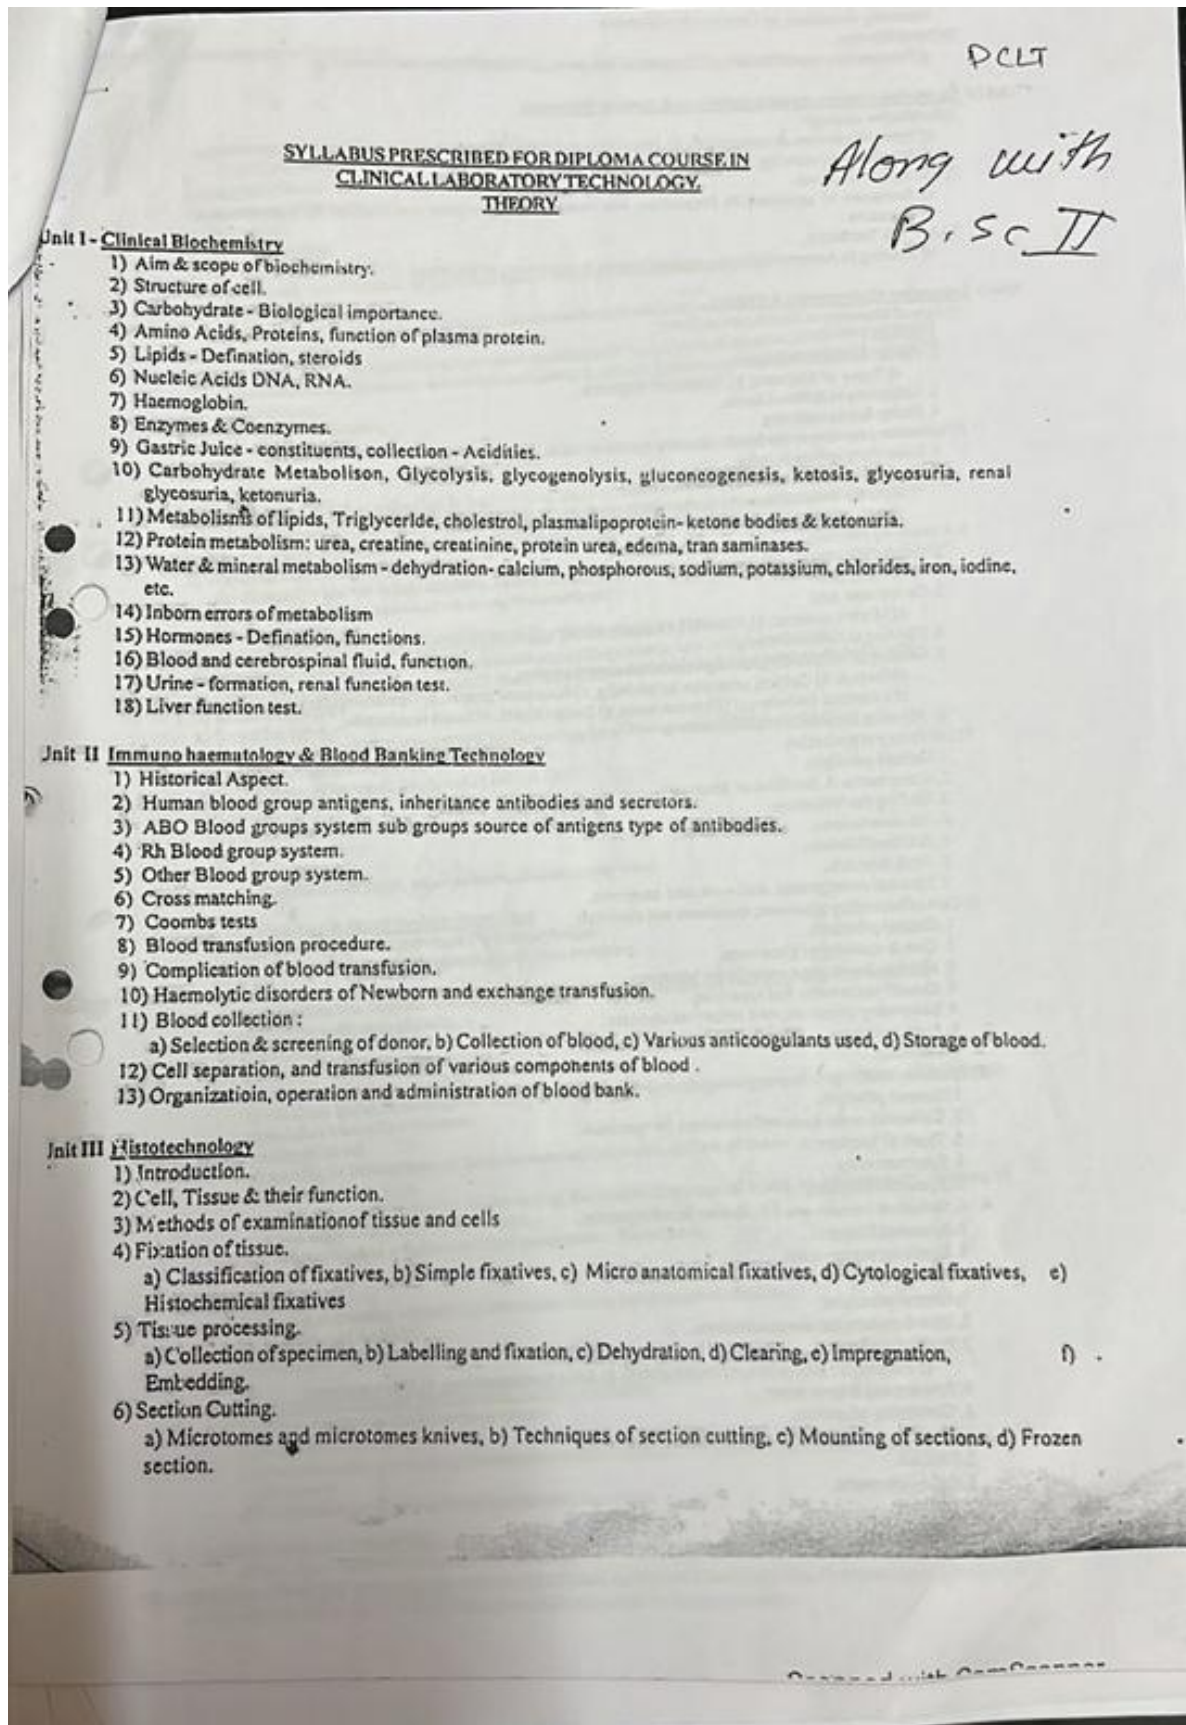 DCLT
Along with
B.Sc II
SYLLABUS PRESCRIBED FOR DIPLOMA COURSE IN
CLINICAL LABORATORY TECHNOLOGY.
THEORY
Unit I - Clinical Biochemistry
1) Aim & scope of biochemistry.
2) Structure of cell.
3) Carbohydrate - Biological importance.
4) Amino Acids, Proteins, function of plasma protein.
5) Lipids - Defination, steroids
6) Nucleic Acids DNA, RNA.
7) Haemoglobin.
8) Enzymes & Coenzymes.
9) Gastric Juice - constituents, collection - Acidities.
10) Carbohydrate Metabolison, Glycolysis, glycogenolysis, gluconeogenesis, ketosis, glycosuria, renal
glycosuria, ketonuria.
11) Metabolisms of lipids, Triglyceride, cholestrol, plasmalipoprotein- ketone bodies & ketonuria.
12) Protein metabolism: urea, creatine, creatinine, protein urea, edema, tran saminases.
13) Water & mineral metabolism - dehydration- calcium, phosphorous, sodium, potassium, chlorides, iron, iodine,
etc.
14) Inborn errors of metabolism
15) Hormones - Defination, functions.
16) Blood and cerebrospinal fluid, function.
17) Urine - formation, renal function test.
18) Liver function test.
Unit II Immuno haematology & Blood Banking Technology
1) Historical Aspect.
2) Human blood group antigens, inheritance antibodies and secretors.
3) ABO Blood groups system sub groups source of antigens type of antibodies.
4) Rh Blood group system.
5) Other Blood group system.
6) Cross matching.
7) Coombs tests
8) Blood transfusion procedure.
9) Complication of blood transfusion.
10) Haemolytic disorders of Newborn and exchange transfusion.
11) Blood collection :
a) Selection & screening of donor, b) Collection of blood, c) Various anticoogulants used, d) Storage of blood.
12) Cell separation, and transfusion of various components of blood .
13) Organizatioin, operation and administration of blood bank.
Unit III Histotechnology
1) Introduction.
2) Cell, Tissue & their function.
3) Methods of examinationof tissue and cells
4) Fixation of tissue.
a) Classification of fixatives, b) Simple fixatives, c) Micro anatomical fixatives, d) Cytological fixatives, e)
Histochemical fixatives
5) Tissue processing.
a) Collection of specimen, b) Labelling and fixation, c) Dehydration, d) Clearing, e) Impregnation, f)
Embedding.
6) Section Cutting.
a) Microtomes and microtomes knives, b) Techniques of section cutting, c) Mounting of sections, d) Frozen
section.